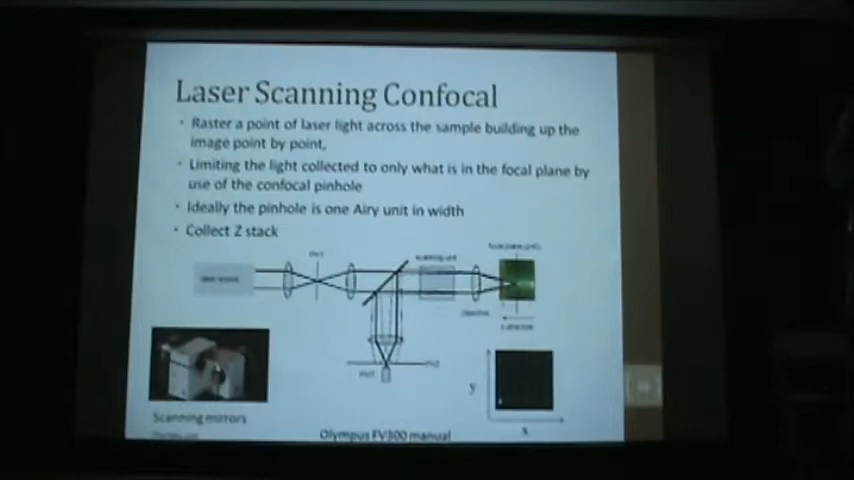 Laser Scanning Confocal
Raster a point of laser light across the sample building up the
image point by point,
Limiting the light collected to only what is in the focal plane by
use of the confocal pinhole
Ideally the pinhole is one Airy unit in width
Collect Z stack
y
x
Scanning mirrors
Olympus FV300 manual